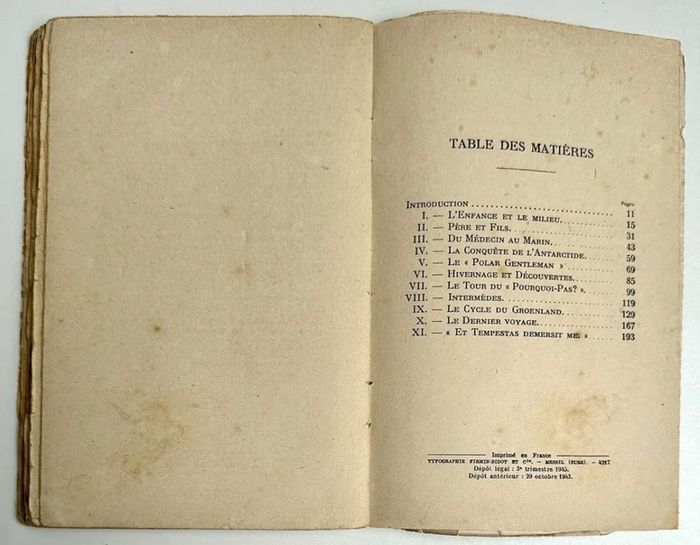 TABLE DES MATIÈRES
Pages
INTRODUCTION ........................ 11
I. — L'ENFANCE ET LE MILIEU. ............ 15
II. — PÈRE ET FILS. ............ 31
III. — DU MÉDECIN AU MARIN. ............ 43
IV. — LA CONQUÊTE DE L'ANTARCTIDE. ............ 59
V. — LE « POLAR GENTLEMAN » ............ 69
VI. — HIVERNAGE ET DÉCOUVERTES. ............ 85
VII. — LE TOUR DU « POURQUOI-PAS? ». ............ 99
VIII. — INTERMÈDES. ............ 119
IX. — LE CYCLE DU GROENLAND. ............ 129
X. — LE DERNIER VOYAGE. ............ 167
XI. — « ET TEMPESTAS DEMERSIT ME. » ...... 193
Imprimé en France
TYPOGRAPHIE FIRMIN-DIDOT ET Cie. — MESNIL (EURE). — 4217
Dépôt légal : 3e trimestre 1945.
Dépôt antérieur : 29 octobre 1943.